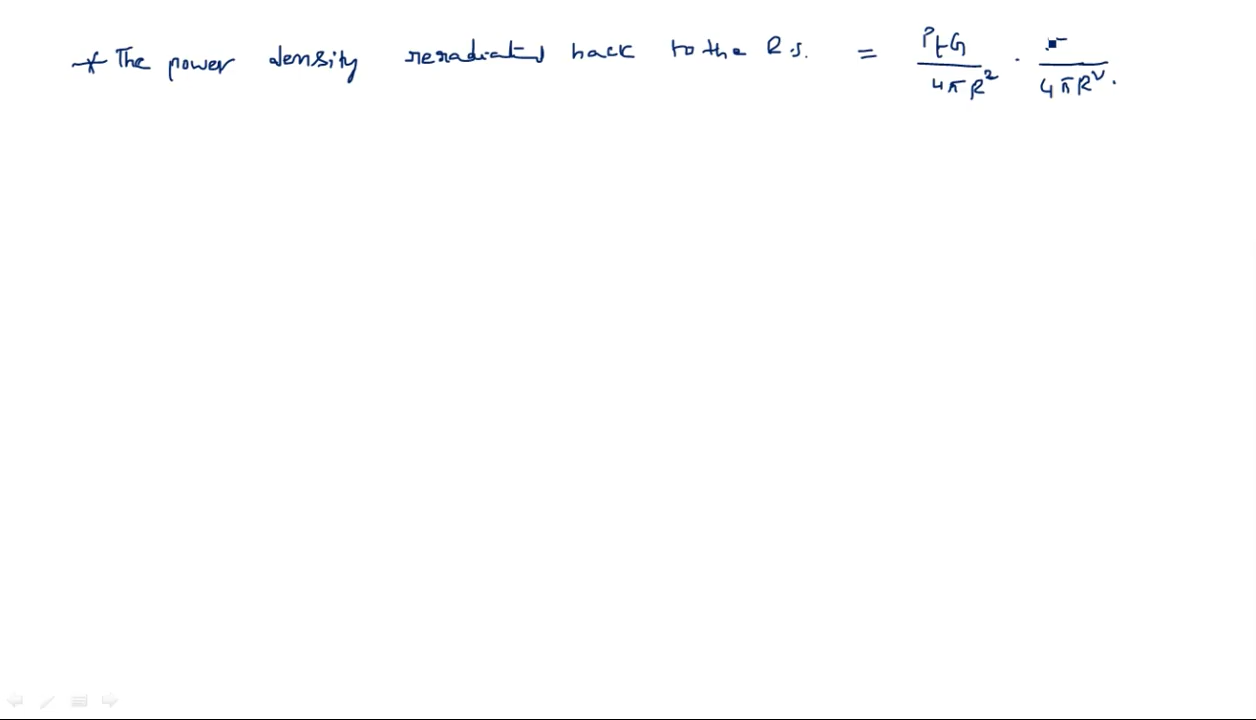 * The power density reradiated back to the R.S. = PtG / 4πR² · σ / 4πR².